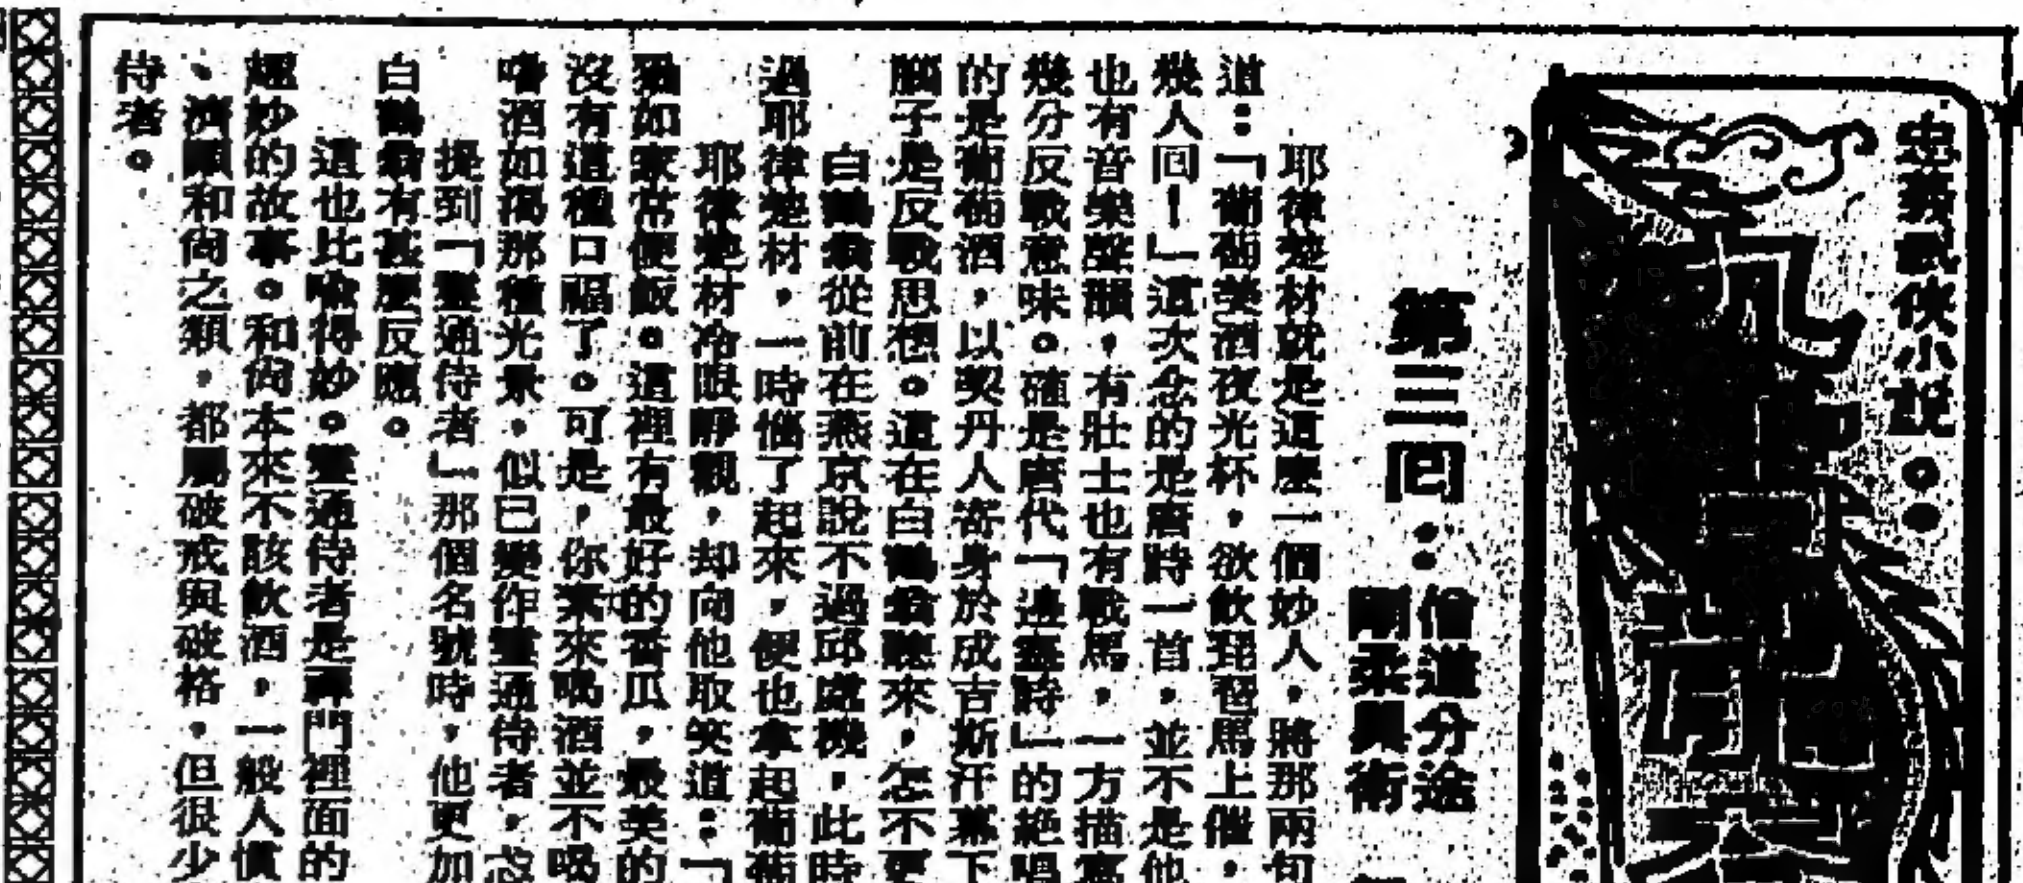 忠義武俠小說
第三回：僧道分途
剛柔異術
耶律楚材就是這麼一個妙人，將那兩句
道：「葡萄美酒夜光杯，欲飲琵琶馬上催，
幾人回！」這次念的是唐詩一首，並不是他
也有音樂聲韻，有壯士也有戰馬，一方描寫
幾分反戰意味。確是唐代「邊塞詩」的絕唱
的是葡萄酒，以契丹人寄身於成吉斯汗幕下
腦子是反戰思想。這在白鶴翁聽來，怎不更
白鶴翁從前在燕京說不過邱處機，此時
過耶律楚材，一時惱了起來，便也拿起葡萄
耶律楚材冷眼靜觀，却向他取笑道：「
猶如家常便飯。這裡有最好的香瓜，最美的
沒有這種口福了。可是，你素來喝酒並不喝
嗜酒如渴那種光景，似已變作靈通侍者，忿
提到「靈通侍者」那個名號時，他更加
白鶴翁有甚麼反應。
這也比喻得妙。靈通侍者是禪門裡面的
超妙的故事。和尚本來不該飲酒，一般人慣
、濟顛和尚之類，都屬破戒與破格，但很少
侍者。